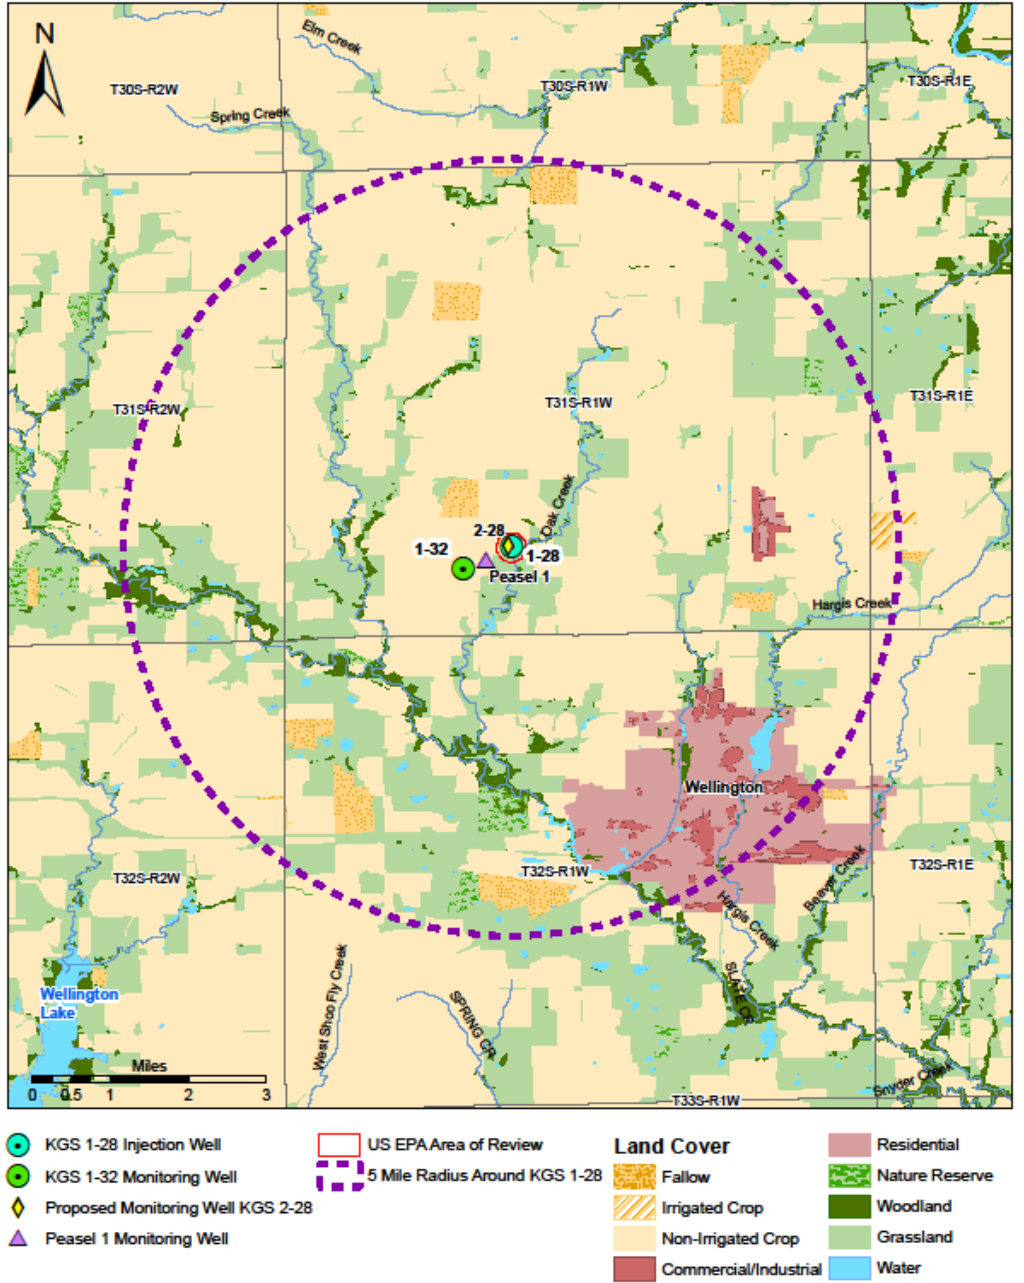 N
Elm Creek
T30S-R2W
T30S-R1W
T30S-R1E
Spring Creek
T31S-R2W
T31S-R1W
T31S-R1E
Oak Creek
2-28
1-32
1-28
Peasel 1
Hargis Creek
Wellington
T32S-R2W
T32S-R1W
T32S-R1E
Beaver Creek
Hargis Creek
SLATE CR
Wellington
Lake
West Shoo Fly Creek
SPRING CR
Snyder Creek
T33S-R1W
Miles
0 0.5 1 2 3
KGS 1-28 Injection Well
KGS 1-32 Monitoring Well
Proposed Monitoring Well KGS 2-28
Peasel 1 Monitoring Well
US EPA Area of Review
5 Mile Radius Around KGS 1-28
Land Cover
Fallow
Irrigated Crop
Non-Irrigated Crop
Commercial/Industrial
Residential
Nature Reserve
Woodland
Grassland
Water